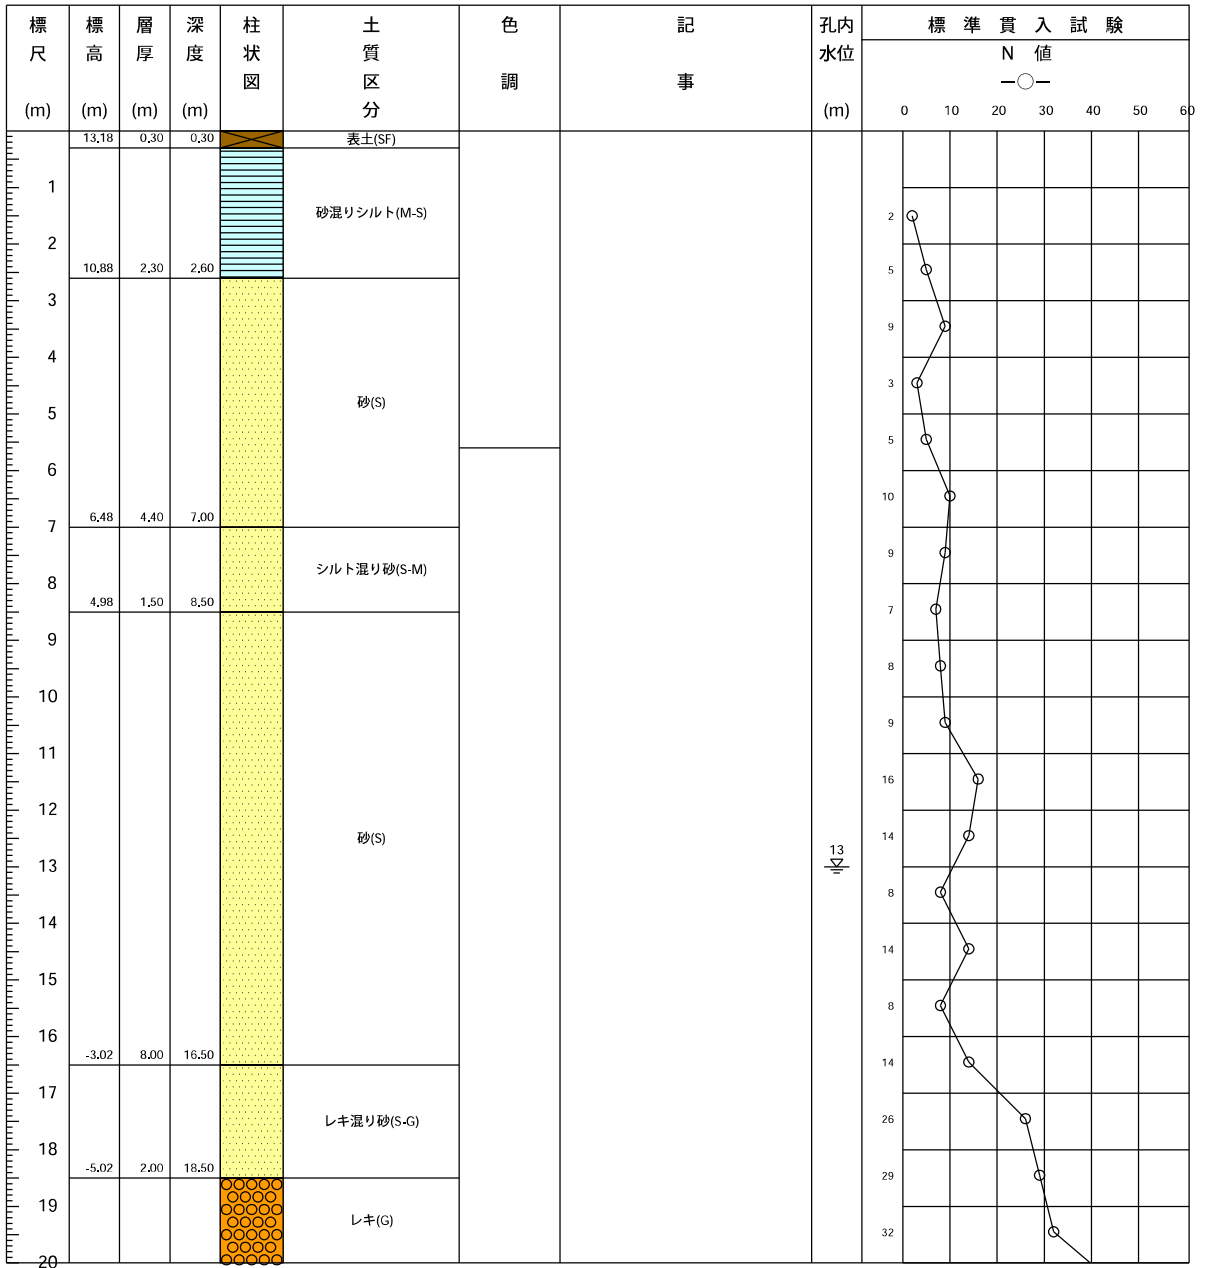 標尺 (m)
標高 (m)
層厚 (m)
深度 (m)
柱状図
土質区分
色調
記事
孔内水位 (m)
標準貫入試験
N 値
0 10 20 30 40 50 60
13.18 0.30 0.30 表土(SF)
1
砂混りシルト(M-S)
2
2
10.88 2.30 2.60
5
3
9
4
3
砂(S)
5
5
6
10
6.48 4.40 7.00
7
9
シルト混り砂(S-M)
8
4.98 1.50 8.50
7
9
8
10
9
11
16
12
14
砂(S)
13
13
8
14
14
15
8
16
-3.02 8.00 16.50
14
17
26
レキ混り砂(S-G)
18
-5.02 2.00 18.50
29
19
レキ(G)
32
20